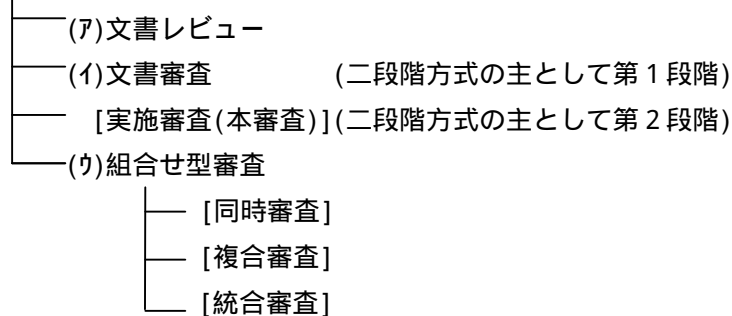 (ｱ)文書レビュー
(ｲ)文書審査 (二段階方式の主として第１段階)
[実施審査(本審査)](二段階方式の主として第２段階)
(ｳ)組合せ型審査
[同時審査]
[複合審査]
[統合審査]